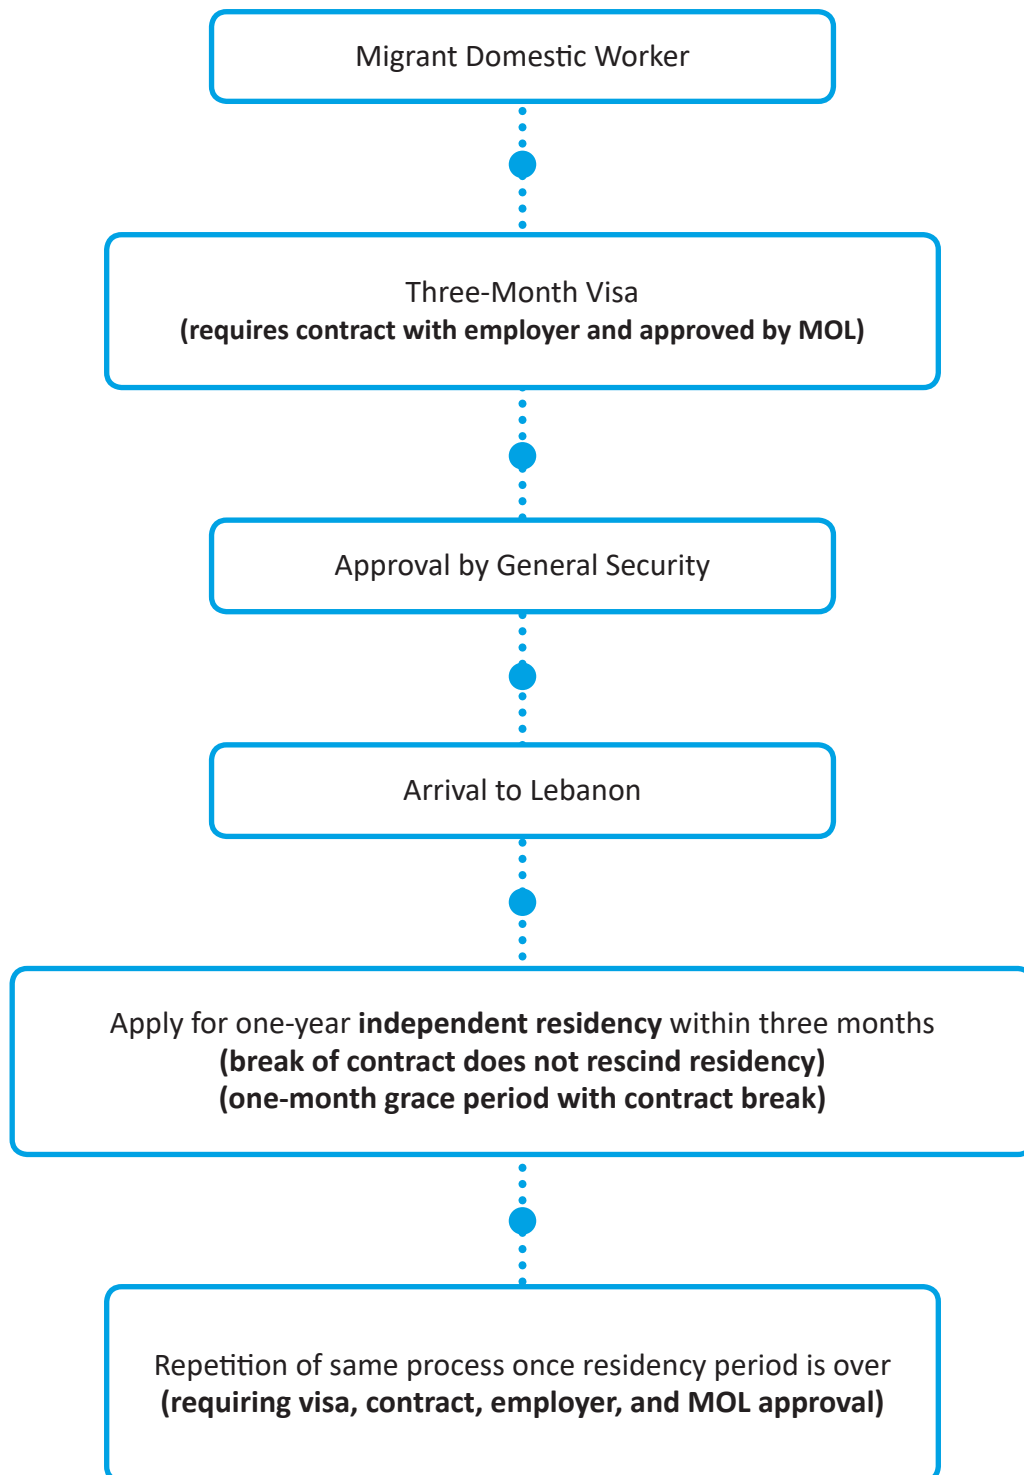 Migrant Domestic Worker
Three-Month Visa
(requires contract with employer and approved by MOL)
Approval by General Security
Arrival to Lebanon
Apply for one-year independent residency within three months
(break of contract does not rescind residency)
(one-month grace period with contract break)
Repetition of same process once residency period is over
(requiring visa, contract, employer, and MOL approval)